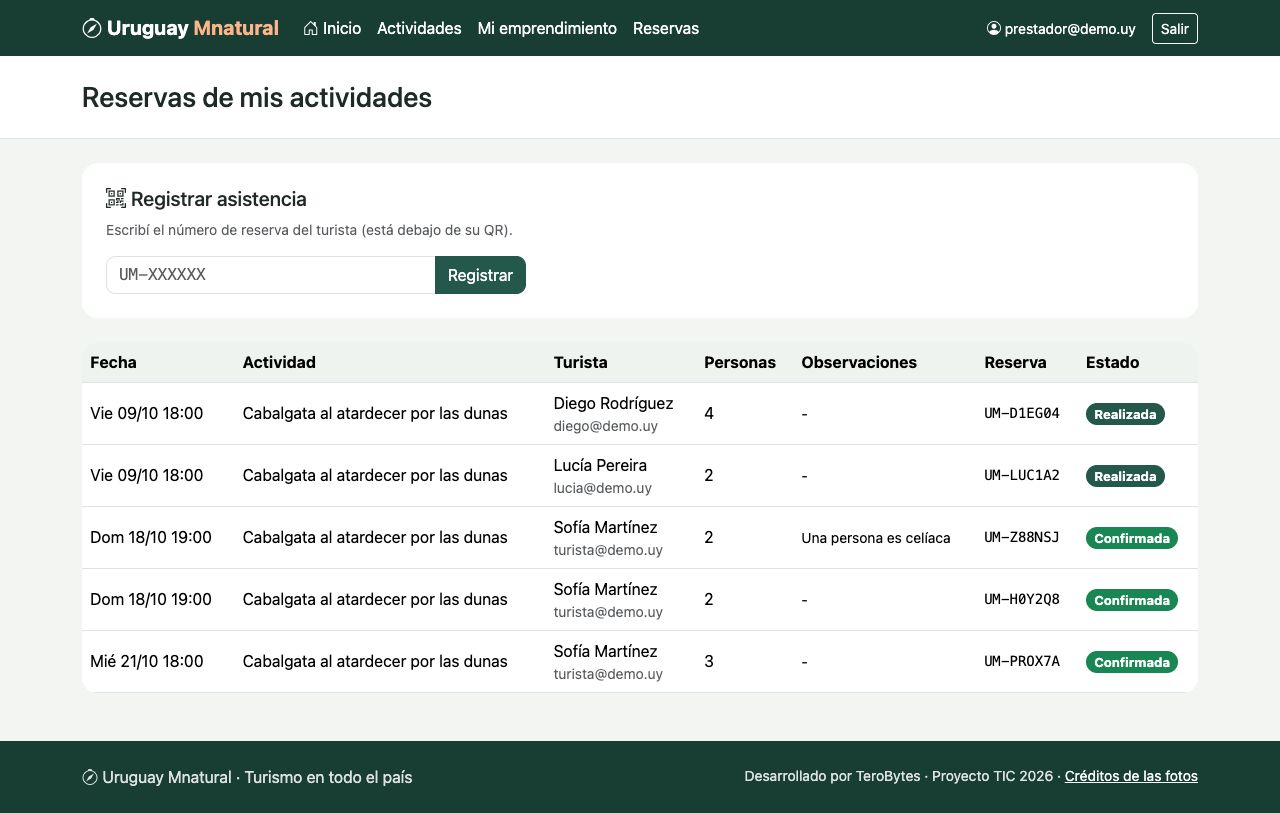 Uruguay Mnatural Inicio Actividades Mi emprendimiento Reservas prestador@demo.uy Salir
Reservas de mis actividades
Registrar asistencia
Escribí el número de reserva del turista (está debajo de su QR).
UM-XXXXXX Registrar
Fecha Actividad Turista Personas Observaciones Reserva Estado
Vie 09/10 18:00 Cabalgata al atardecer por las dunas Diego Rodríguez 4 - UM-D1EG04 Realizada
diego@demo.uy
Vie 09/10 18:00 Cabalgata al atardecer por las dunas Lucía Pereira 2 - UM-LUC1A2 Realizada
lucia@demo.uy
Dom 18/10 19:00 Cabalgata al atardecer por las dunas Sofía Martínez 2 Una persona es celíaca UM-Z88NSJ Confirmada
turista@demo.uy
Dom 18/10 19:00 Cabalgata al atardecer por las dunas Sofía Martínez 2 - UM-H0Y2Q8 Confirmada
turista@demo.uy
Mié 21/10 18:00 Cabalgata al atardecer por las dunas Sofía Martínez 3 - UM-PROX7A Confirmada
turista@demo.uy
Uruguay Mnatural · Turismo en todo el país Desarrollado por TeroBytes · Proyecto TIC 2026 · Créditos de las fotos